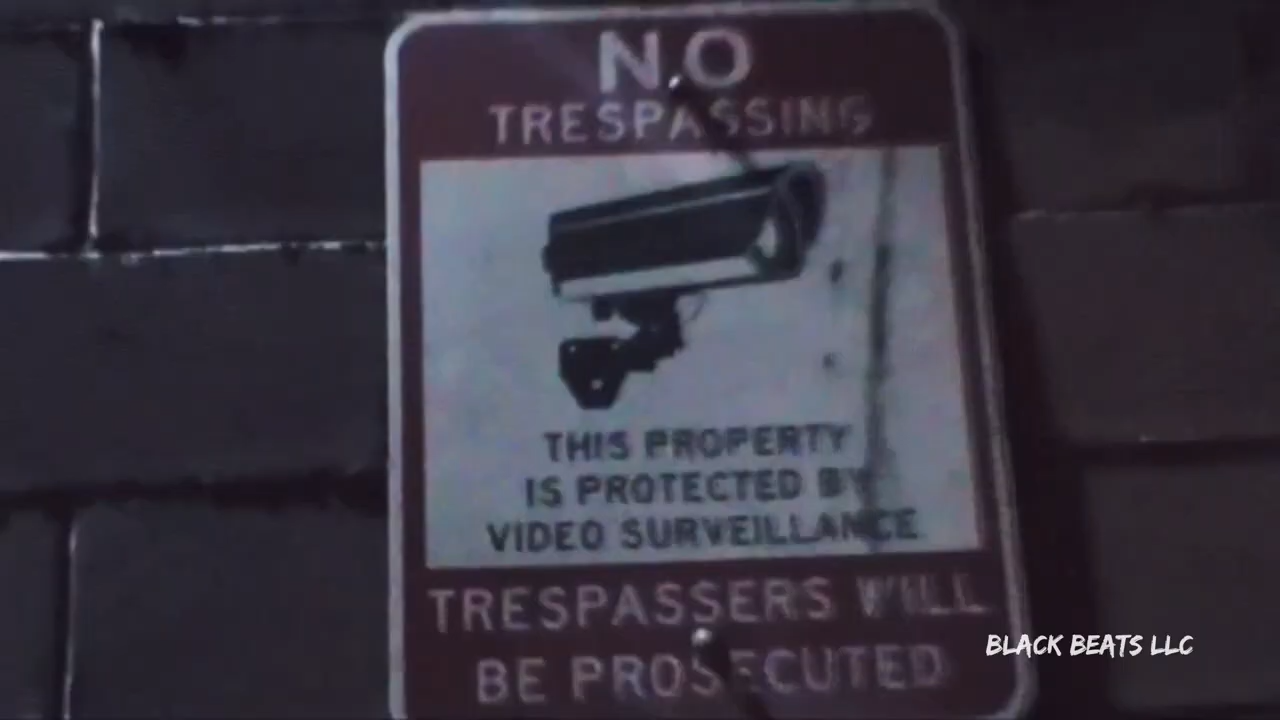 NO
TRESPASSING
THIS PROPERTY
IS PROTECTED BY
VIDEO SURVEILLANCE
TRESPASSERS WILL
BE PROSECUTED
BLACK BEATS LLC